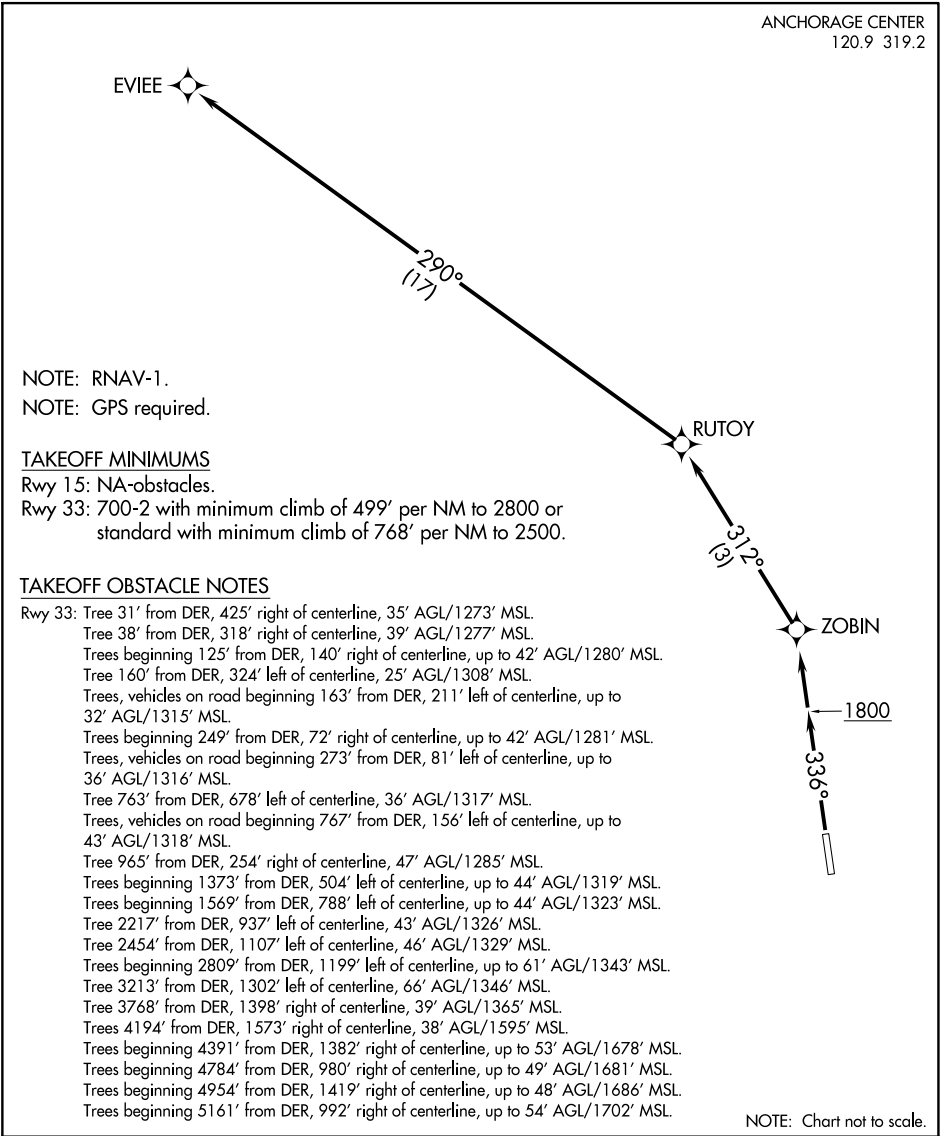 ANCHORAGE CENTER
120.9 319.2
EVIEE
290°
(17)
NOTE: RNAV-1.
NOTE: GPS required.
RUTOY
TAKEOFF MINIMUMS
Rwy 15: NA-obstacles.
Rwy 33: 700-2 with minimum climb of 499' per NM to 2800 or
standard with minimum climb of 768' per NM to 2500.
312°
(3)
ZOBIN
1800
336°
TAKEOFF OBSTACLE NOTES
Rwy 33: Tree 31' from DER, 425' right of centerline, 35' AGL/1273' MSL.
Tree 38' from DER, 318' right of centerline, 39' AGL/1277' MSL.
Trees beginning 125' from DER, 140' right of centerline, up to 42' AGL/1280' MSL.
Tree 160' from DER, 324' left of centerline, 25' AGL/1308' MSL.
Trees, vehicles on road beginning 163' from DER, 211' left of centerline, up to
32' AGL/1315' MSL.
Trees beginning 249' from DER, 72' right of centerline, up to 42' AGL/1281' MSL.
Trees, vehicles on road beginning 273' from DER, 81' left of centerline, up to
36' AGL/1316' MSL.
Tree 763' from DER, 678' left of centerline, 36' AGL/1317' MSL.
Trees, vehicles on road beginning 767' from DER, 156' left of centerline, up to
43' AGL/1318' MSL.
Tree 965' from DER, 254' right of centerline, 47' AGL/1285' MSL.
Trees beginning 1373' from DER, 504' left of centerline, up to 44' AGL/1319' MSL.
Trees beginning 1569' from DER, 788' left of centerline, up to 44' AGL/1323' MSL.
Tree 2217' from DER, 937' left of centerline, 43' AGL/1326' MSL.
Tree 2454' from DER, 1107' left of centerline, 46' AGL/1329' MSL.
Trees beginning 2809' from DER, 1199' left of centerline, up to 61' AGL/1343' MSL.
Tree 3213' from DER, 1302' left of centerline, 66' AGL/1346' MSL.
Tree 3768' from DER, 1398' right of centerline, 39' AGL/1365' MSL.
Trees 4194' from DER, 1573' right of centerline, 38' AGL/1595' MSL.
Trees beginning 4391' from DER, 1382' right of centerline, up to 53' AGL/1678' MSL.
Trees beginning 4784' from DER, 980' right of centerline, up to 49' AGL/1681' MSL.
Trees beginning 4954' from DER, 1419' right of centerline, up to 48' AGL/1686' MSL.
Trees beginning 5161' from DER, 992' right of centerline, up to 54' AGL/1702' MSL.
NOTE: Chart not to scale.